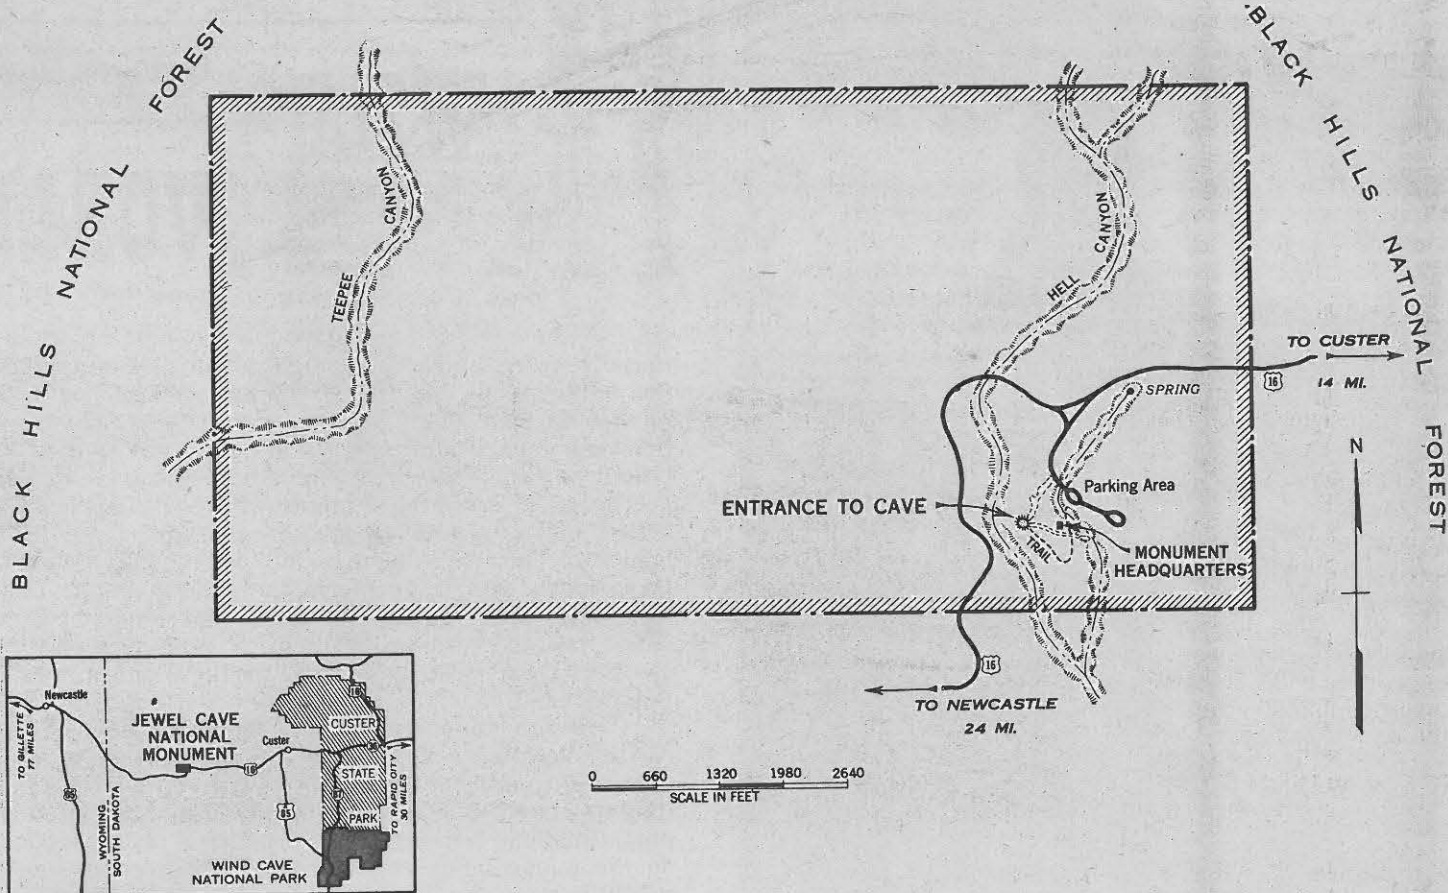 BLACK HILLS NATIONAL FOREST
BLACK HILLS NATIONAL FOREST
TEEPEE CANYON
HELL CANYON
TO CUSTER
16
14 MI.
SPRING
N
Parking Area
ENTRANCE TO CAVE
TRAIL
MONUMENT
HEADQUARTERS
16
TO NEWCASTLE
24 MI.
0 660 1320 1980 2640
SCALE IN FEET
Newcastle
TO GILLETTE
77 MILES
85
WYOMING
SOUTH DAKOTA
JEWEL CAVE
NATIONAL
MONUMENT
16
Custer
85
16
CUSTER
36
STATE
87
PARK
TO RAPID CITY
30 MILES
WIND CAVE
NATIONAL PARK